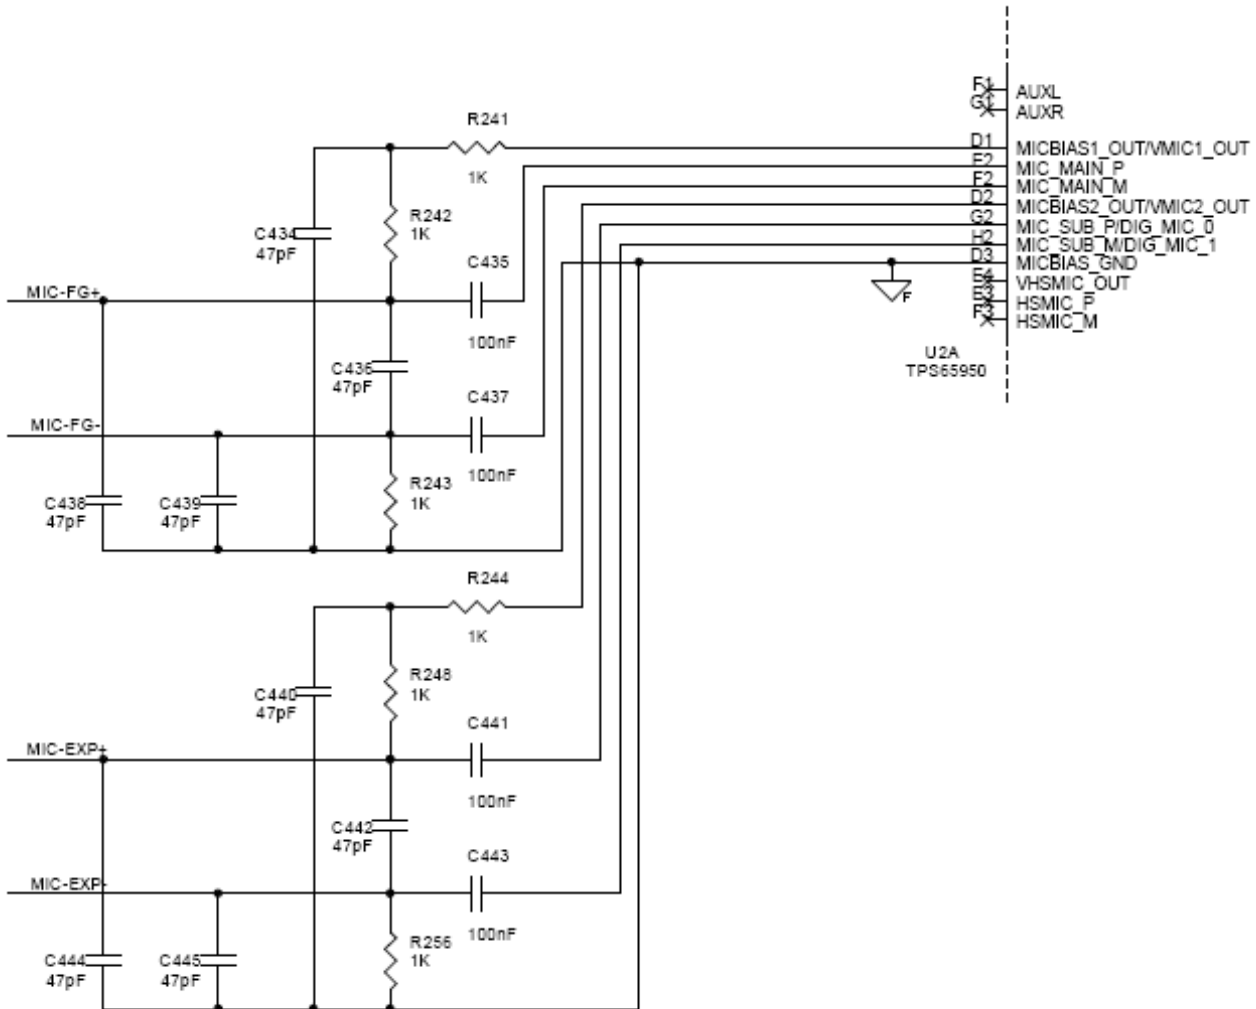 F1
AUXL
G1
AUXR
R241
1K
D1
MICBIAS1_OUT/VMIC1_OUT
E2
MIC_MAIN_P
F2
MIC_MAIN_M
D2
MICBIAS2_OUT/VMIC2_OUT
G2
MIC_SUB_P/DIG_MIC_0
H2
MIC_SUB_M/DIG_MIC_1
D3
MICBIAS_GND
E4
VHSMIC_OUT
E3
HSMIC_P
F3
HSMIC_M
F
U2A
TPS65950
R242
1K
C434
47pF
C435
100nF
MIC-FG+
C436
47pF
C437
100nF
MIC-FG-
R243
1K
C438
47pF
C439
47pF
R244
1K
R248
1K
C440
47pF
C441
100nF
MIC-EXP+
C442
47pF
C443
100nF
MIC-EXP-
R256
1K
C444
47pF
C445
47pF